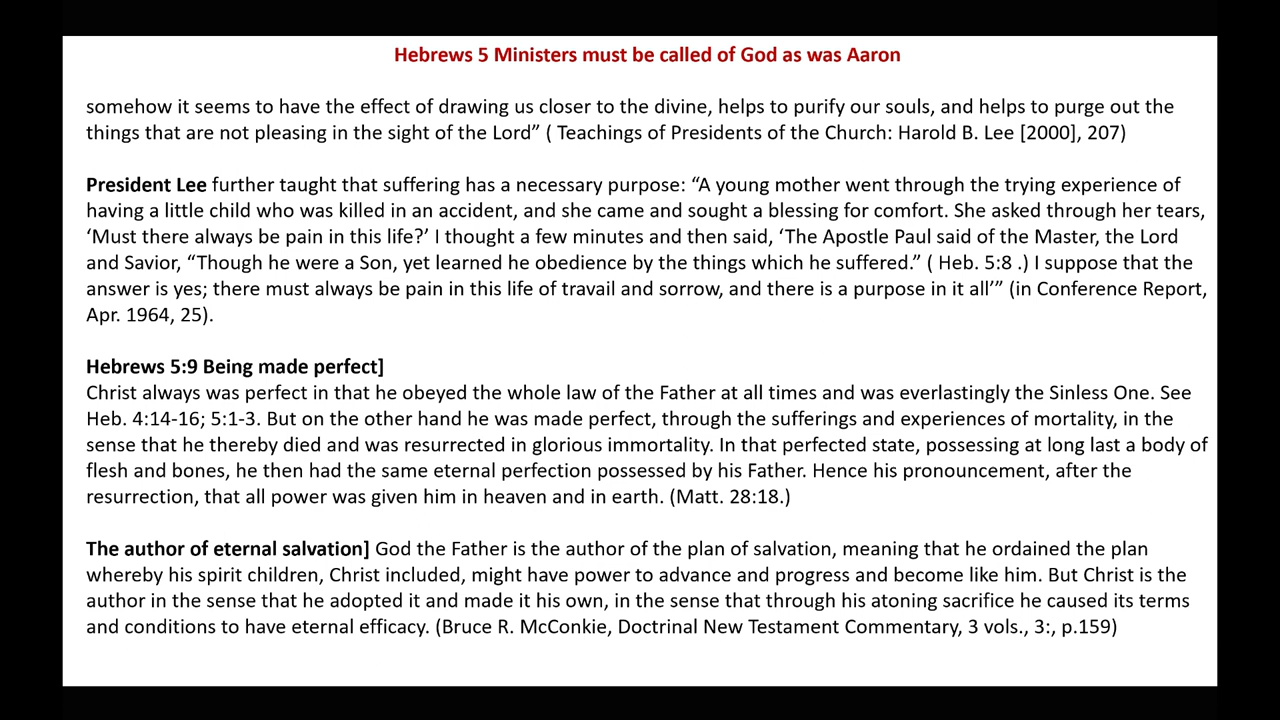 Hebrews 5 Ministers must be called of God as was Aaron
somehow it seems to have the effect of drawing us closer to the divine, helps to purify our souls, and helps to purge out the
things that are not pleasing in the sight of the Lord” ( Teachings of Presidents of the Church: Harold B. Lee [2000], 207)
President Lee further taught that suffering has a necessary purpose: “A young mother went through the trying experience of
having a little child who was killed in an accident, and she came and sought a blessing for comfort. She asked through her tears,
‘Must there always be pain in this life?’ I thought a few minutes and then said, ‘The Apostle Paul said of the Master, the Lord
and Savior, “Though he were a Son, yet learned he obedience by the things which he suffered.” ( Heb. 5:8 .) I suppose that the
answer is yes; there must always be pain in this life of travail and sorrow, and there is a purpose in it all’” (in Conference Report,
Apr. 1964, 25).
Hebrews 5:9 Being made perfect]
Christ always was perfect in that he obeyed the whole law of the Father at all times and was everlastingly the Sinless One. See
Heb. 4:14-16; 5:1-3. But on the other hand he was made perfect, through the sufferings and experiences of mortality, in the
sense that he thereby died and was resurrected in glorious immortality. In that perfected state, possessing at long last a body of
flesh and bones, he then had the same eternal perfection possessed by his Father. Hence his pronouncement, after the
resurrection, that all power was given him in heaven and in earth. (Matt. 28:18.)
The author of eternal salvation] God the Father is the author of the plan of salvation, meaning that he ordained the plan
whereby his spirit children, Christ included, might have power to advance and progress and become like him. But Christ is the
author in the sense that he adopted it and made it his own, in the sense that through his atoning sacrifice he caused its terms
and conditions to have eternal efficacy. (Bruce R. McConkie, Doctrinal New Testament Commentary, 3 vols., 3:, p.159)